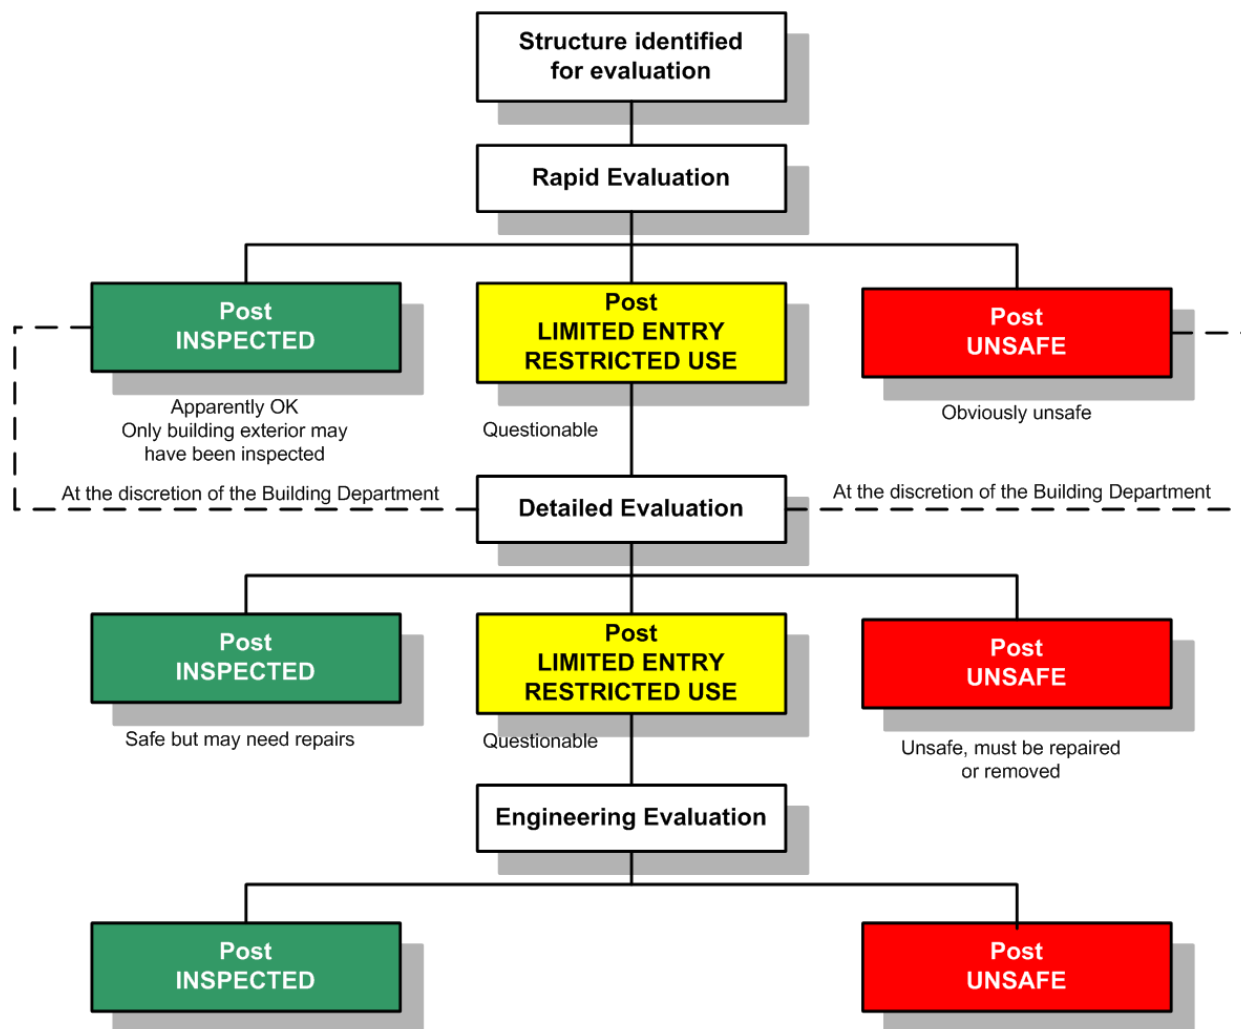 Structure identified
for evaluation
Rapid Evaluation
Post
INSPECTED
Post
LIMITED ENTRY
RESTRICTED USE
Post
UNSAFE
Apparently OK
Only building exterior may
have been inspected
Questionable
Obviously unsafe
At the discretion of the Building Department
Detailed Evaluation
At the discretion of the Building Department
Post
INSPECTED
Post
LIMITED ENTRY
RESTRICTED USE
Post
UNSAFE
Safe but may need repairs
Questionable
Unsafe, must be repaired
or removed
Engineering Evaluation
Post
INSPECTED
Post
UNSAFE